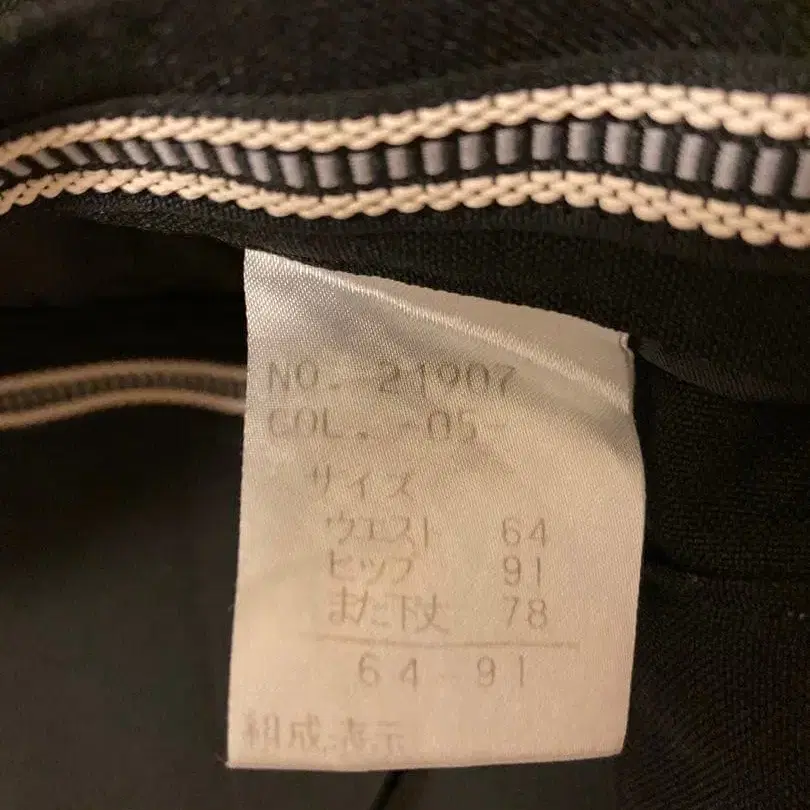 NO. -21907
COL. -05-
サイズ
ウエスト 64
ヒップ 91
また下丈 78
64-91
組成表示